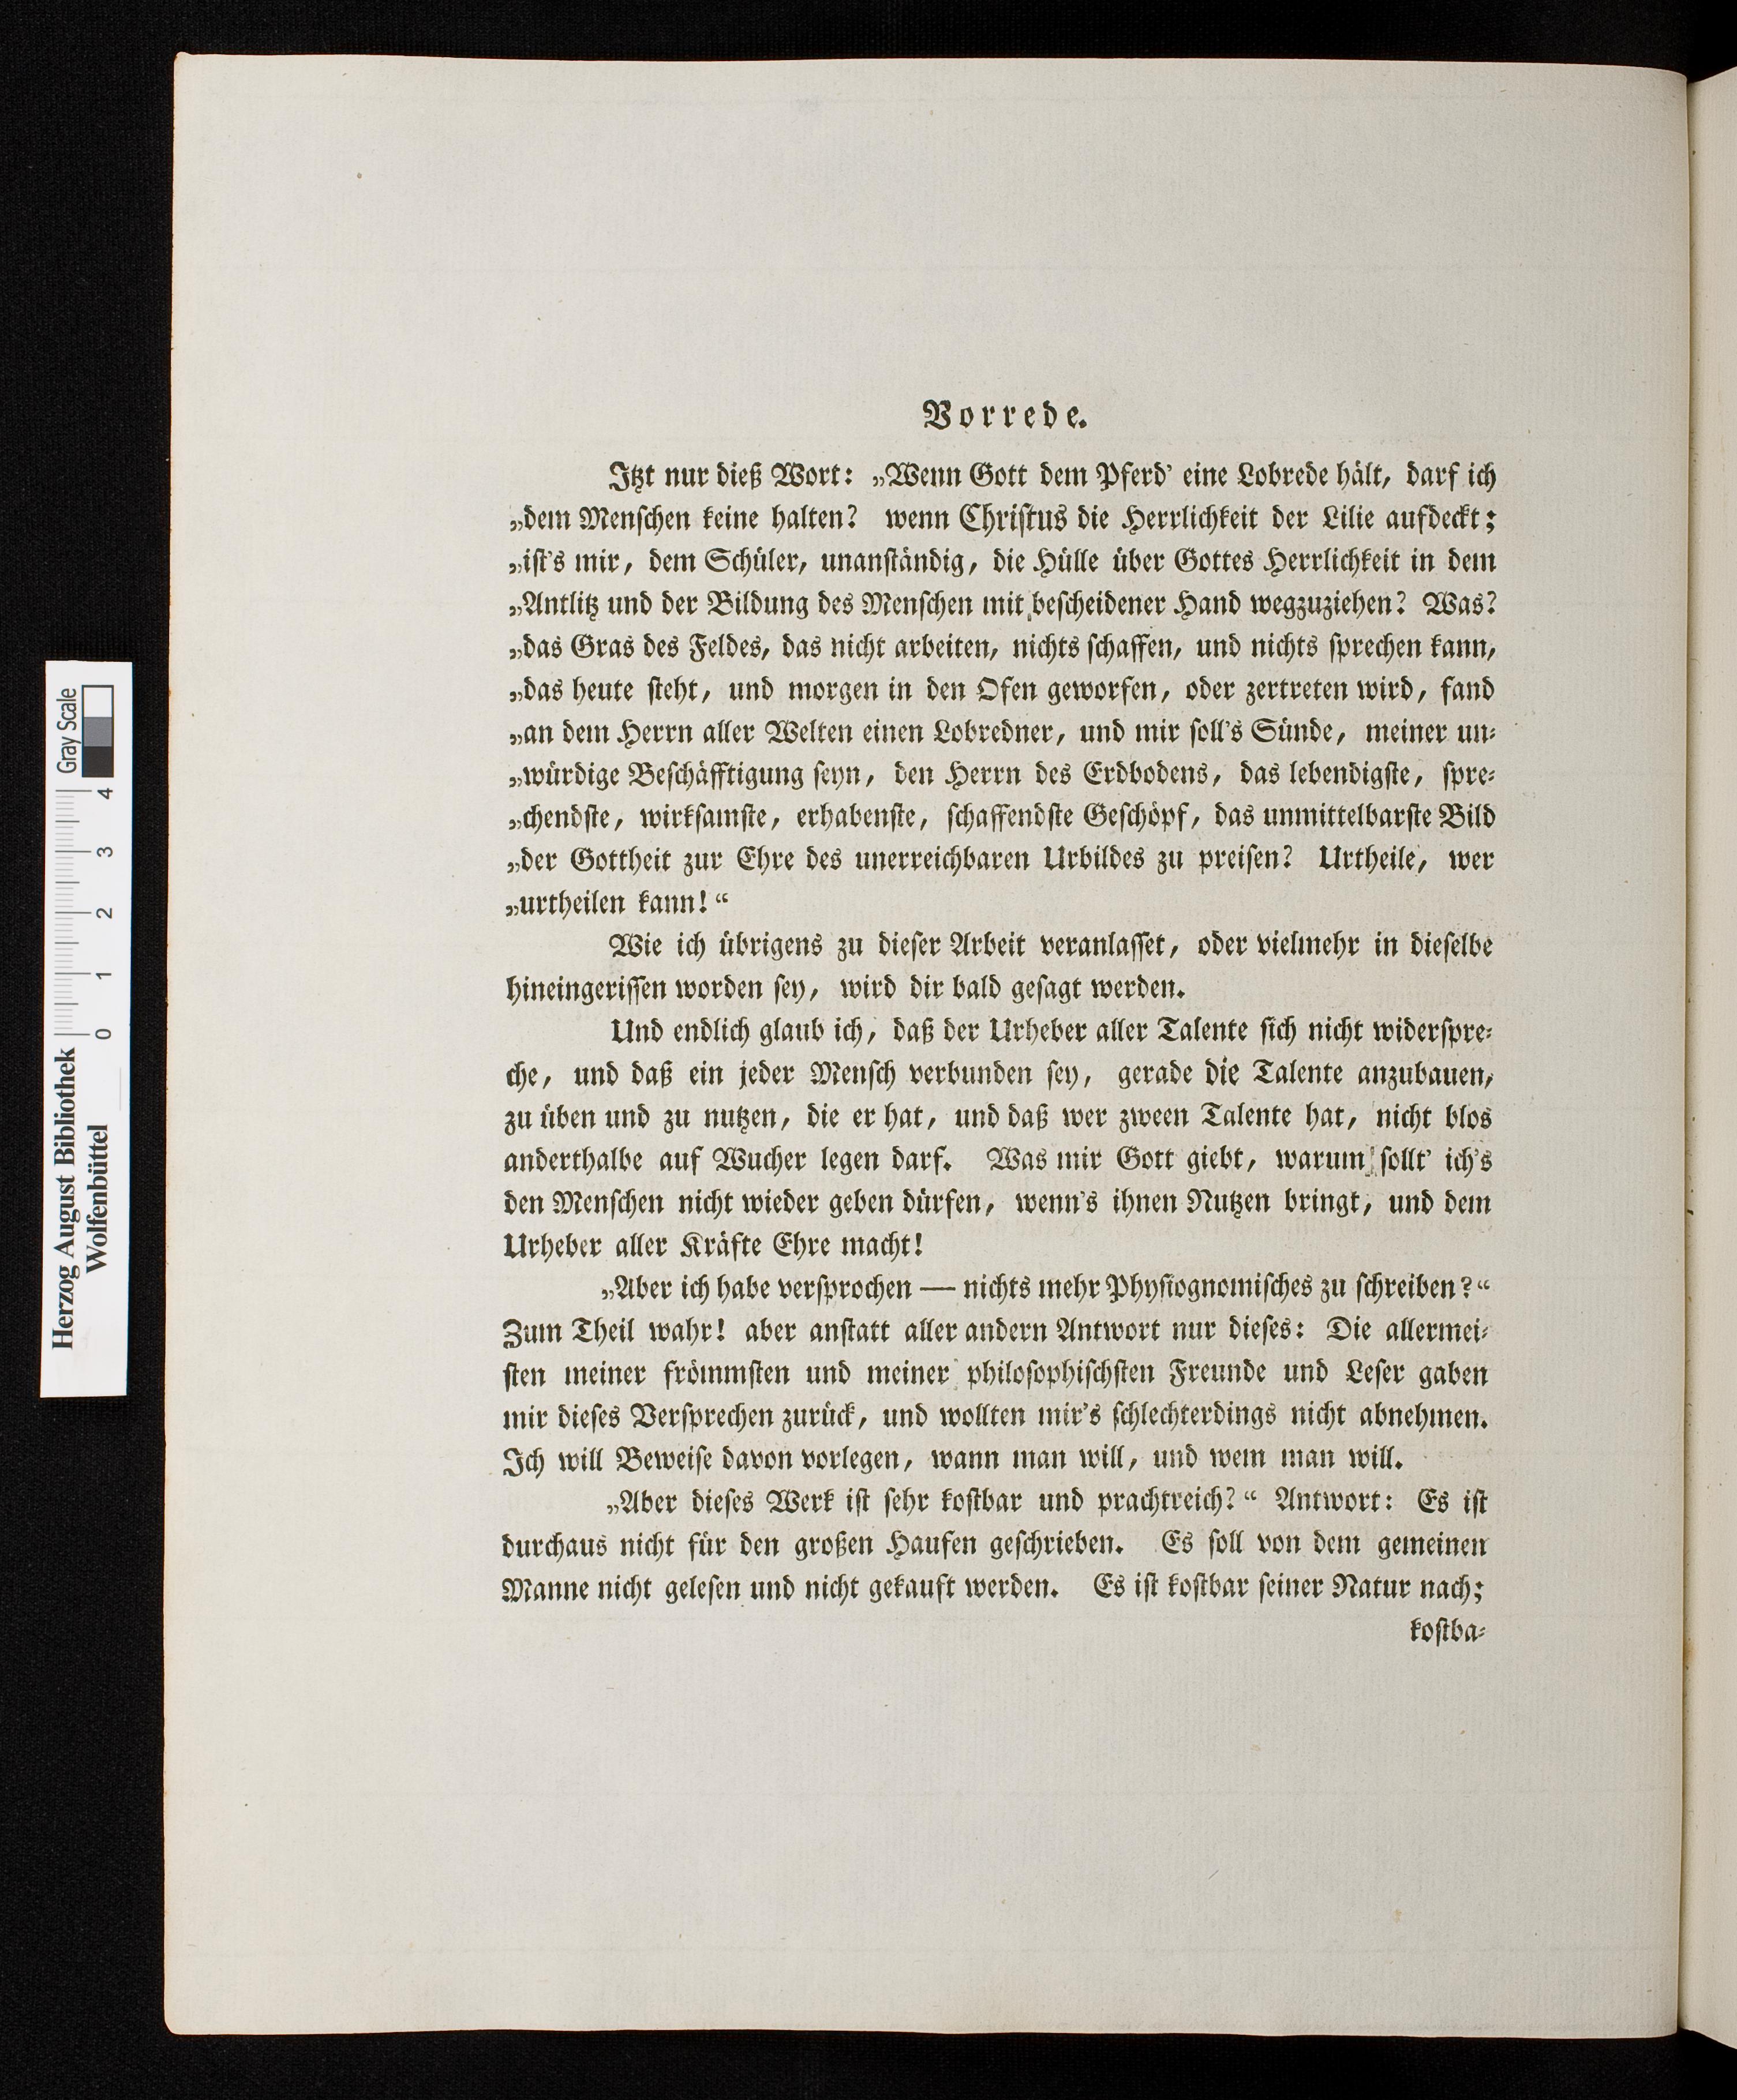 Vorrede.
Itzt nur dieß Wort: „Wenn Gott dem Pferd' eine Lobrede hält, darf ich
„dem Menſchen keine halten? wenn Chriſtus die Herrlichkeit der Lilie aufdeckt;
„iſt's mir, dem Schüler, unanſtändig, die Hülle über Gottes Herrlichkeit in dem
„Antlitz und der Bildung des Menſchen mit beſcheidener Hand wegzuziehen? Was?
„das Gras des Feldes, das nicht arbeiten, nichts ſchaffen, und nichts ſprechen kann,
„das heute ſteht, und morgen in den Ofen geworfen, oder zertreten wird, fand
„an dem Herrn aller Welten einen Lobredner, und mir ſoll's Sünde, meiner un-
„würdige Beſchäfftigung ſeyn, den Herrn des Erdbodens, das lebendigſte, ſpre-
„chendſte, wirkſamſte, erhabenſte, ſchaffendſte Geſchöpf, das unmittelbarſte Bild
„der Gottheit zur Ehre des unerreichbaren Urbildes zu preiſen? Urtheile, wer
„urtheilen kann!“
Wie ich übrigens zu dieſer Arbeit veranlaſſet, oder vielmehr in dieſelbe
hineingeriſſen worden ſey, wird dir bald geſagt werden.
Und endlich glaub ich, daß der Urheber aller Talente ſich nicht widerſpre-
che, und daß ein jeder Menſch verbunden ſey, gerade die Talente anzubauen,
zu üben und zu nutzen, die er hat, und daß wer zween Talente hat, nicht blos
anderthalbe auf Wucher legen darf. Was mir Gott giebt, warum ſollt' ich's
den Menſchen nicht wieder geben dürfen, wenn's ihnen Nutzen bringt, und dem
Urheber aller Kräfte Ehre macht!
„Aber ich habe verſprochen — nichts mehr Phyſiognomiſches zu ſchreiben?“
Zum Theil wahr! aber anſtatt aller andern Antwort nur dieſes: Die allermei-
ſten meiner frömmſten und meiner philoſophiſchſten Freunde und Leſer gaben
mir dieſes Verſprechen zurück, und wollten mir's ſchlechterdings nicht abnehmen.
Ich will Beweiſe davon vorlegen, wann man will, und wem man will.
„Aber dieſes Werk iſt ſehr koſtbar und prachtreich?“ Antwort: Es iſt
durchaus nicht für den großen Haufen geſchrieben. Es ſoll von dem gemeinen
Manne nicht geleſen und nicht gekauft werden. Es iſt koſtbar ſeiner Natur nach;
koſtba-
Herzog August Bibliothek
Wolfenbüttel
0 1 2 3 4
Gray Scale